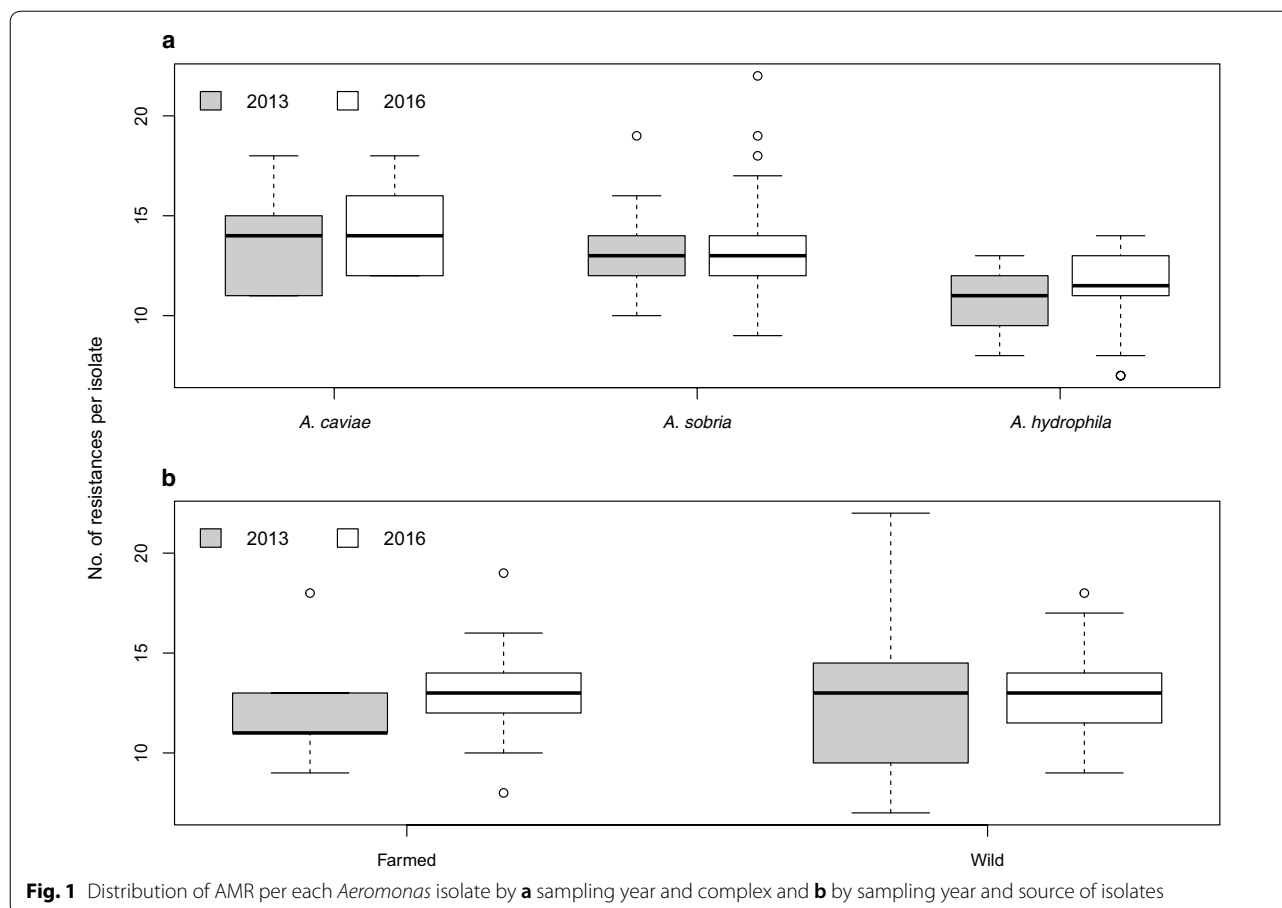 a
2013 2016
20
15
10
A. caviae A. sobria A. hydrophila
No. of resistances per isolate
b
2013 2016
20
15
10
Farmed Wild
Fig. 1 Distribution of AMR per each Aeromonas isolate by a sampling year and complex and b by sampling year and source of isolates